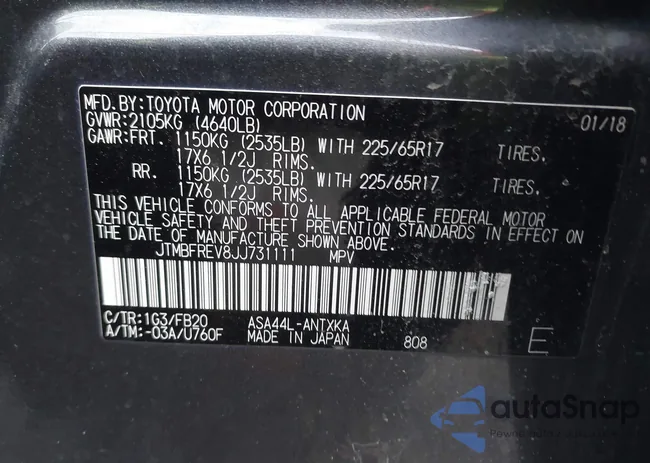 MFD.BY:TOYOTA MOTOR CORPORATION 01/18
GVWR:2105KG (4640LB)
GAWR:FRT. 1150KG (2535LB) WITH 225/65R17 TIRES.
17X6 1/2J RIMS.
RR. 1150KG (2535LB) WITH 225/65R17 TIRES.
17X6 1/2J RIMS.
THIS VEHICLE CONFORMS TO ALL APPLICABLE FEDERAL MOTOR
VEHICLE SAFETY AND THEFT PREVENTION STANDARDS IN EFFECT ON
THE DATE OF MANUFACTURE SHOWN ABOVE.
JTMBFREV8JJ731111 MPV
C/TR:1G3/FB20 ASA44L-ANTXKA
A/TM:-03A/U760F MADE IN JAPAN 808 E
autoSnap